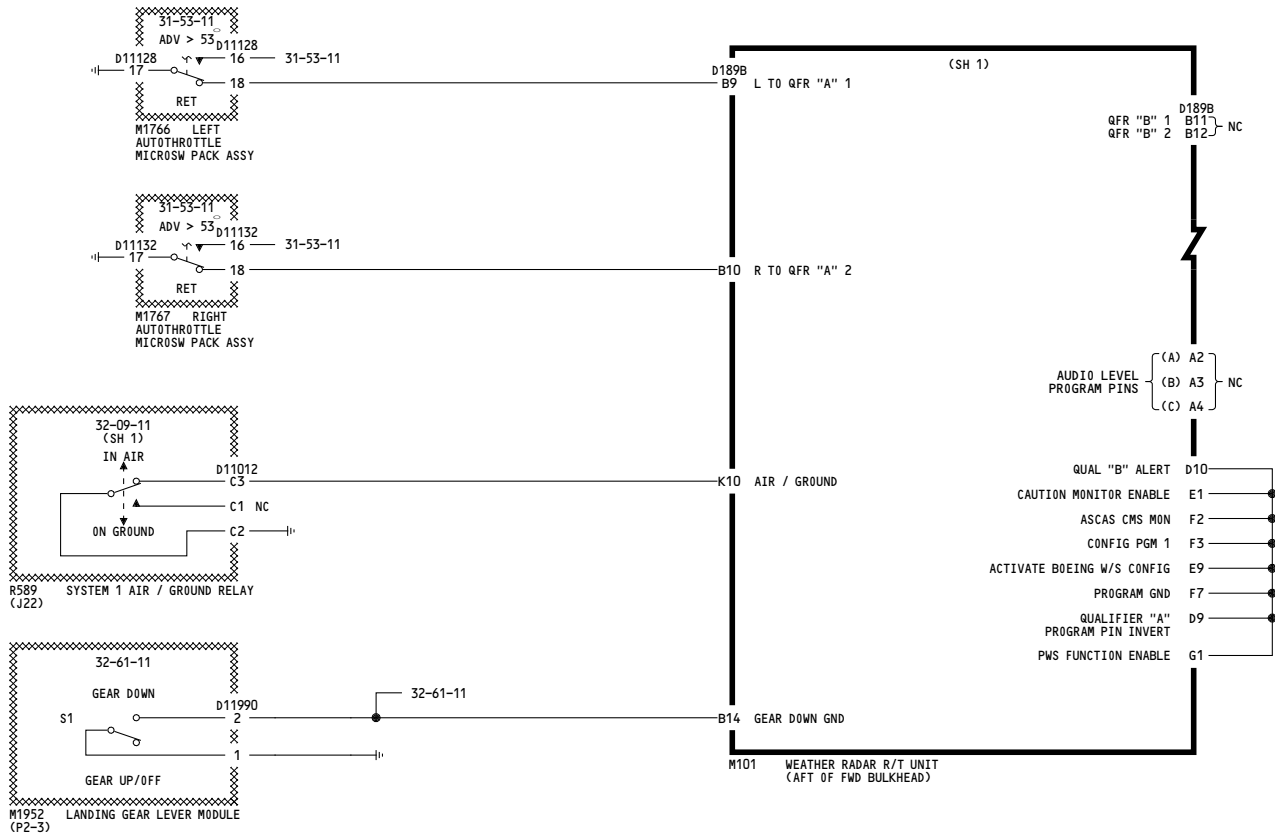 31-53-11
ADV > 53°
D11128
16 31-53-11
D11128
17
18
RET
M1766 LEFT
AUTOTHROTTLE
MICROSW PACK ASSY
31-53-11
ADV > 53°
D11132
16 31-53-11
D11132
17
18
RET
M1767 RIGHT
AUTOTHROTTLE
MICROSW PACK ASSY
32-09-11
(SH 1)
IN AIR
D11012
C3
C1 NC
ON GROUND
C2
R589 SYSTEM 1 AIR / GROUND RELAY
(J22)
32-61-11
GEAR DOWN
D11990
S1
2
32-61-11
1
GEAR UP/OFF
M1952 LANDING GEAR LEVER MODULE
(P2-3)
(SH 1)
D189B
B9 L TO QFR "A" 1
B10 R TO QFR "A" 2
K10 AIR / GROUND
B14 GEAR DOWN GND
M101 WEATHER RADAR R/T UNIT
(AFT OF FWD BULKHEAD)
D189B
QFR "B" 1 B11
QFR "B" 2 B12
NC
AUDIO LEVEL
PROGRAM PINS
(A) A2
(B) A3
(C) A4
NC
QUAL "B" ALERT D10
CAUTION MONITOR ENABLE E1
ASCAS CMS MON F2
CONFIG PGM 1 F3
ACTIVATE BOEING W/S CONFIG E9
PROGRAM GND F7
QUALIFIER "A" D9
PROGRAM PIN INVERT
PWS FUNCTION ENABLE G1